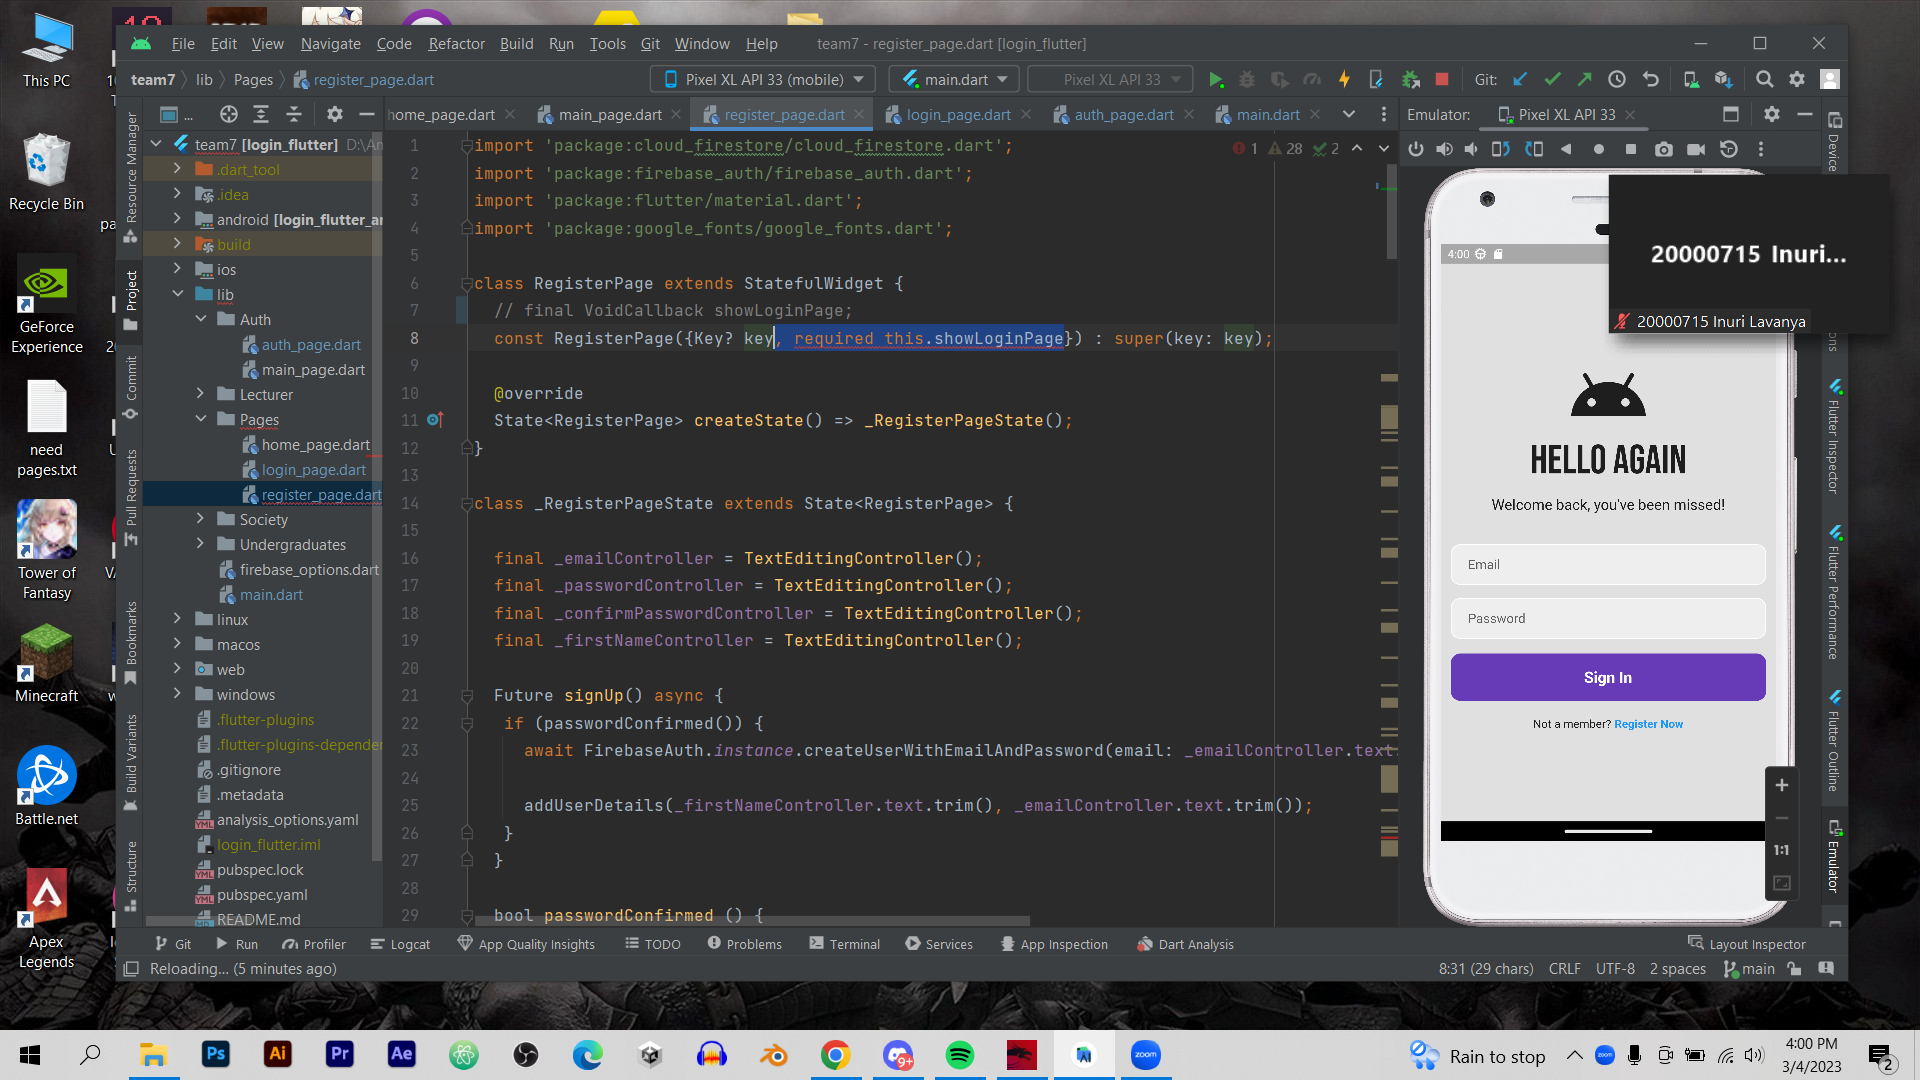 This PC
Recycle Bin
GeForce
Experience
need
pages.txt
Tower of
Fantasy
Minecraft
Battle.net
Apex
Legends
File Edit View Navigate Code Refactor Build Run Tools Git Window Help team7 - register_page.dart [login_flutter]
team7 lib Pages register_page.dart Pixel XL API 33 (mobile) main.dart Pixel XL API 33 Git:
... home_page.dart main_page.dart register_page.dart login_page.dart auth_page.dart main.dart Emulator: Pixel XL API 33
Resource Manager
Project
Commit
Pull Requests
Bookmarks
Build Variants
Structure
team7 [login_flutter] D:\An
.dart_tool
.idea
android [login_flutter_ar
build
ios
lib
Auth
auth_page.dart
main_page.dart
Lecturer
Pages
home_page.dart
login_page.dart
register_page.dart
Society
Undergraduates
firebase_options.dart
main.dart
linux
macos
web
windows
.flutter-plugins
.flutter-plugins-depender
.gitignore
.metadata
analysis_options.yaml
login_flutter.iml
pubspec.lock
pubspec.yaml
README.md
1 28 2
1 import 'package:cloud_firestore/cloud_firestore.dart';
2 import 'package:firebase_auth/firebase_auth.dart';
3 import 'package:flutter/material.dart';
4 import 'package:google_fonts/google_fonts.dart';
5
6 class RegisterPage extends StatefulWidget {
7 // final VoidCallback showLoginPage;
8 const RegisterPage({Key? key, required this.showLoginPage}) : super(key: key);
9
10 @override
11 State<RegisterPage> createState() => _RegisterPageState();
12 }
13
14 class _RegisterPageState extends State<RegisterPage> {
15
16 final _emailController = TextEditingController();
17 final _passwordController = TextEditingController();
18 final _confirmPasswordController = TextEditingController();
19 final _firstNameController = TextEditingController();
20
21 Future signUp() async {
22 if (passwordConfirmed()) {
23 await FirebaseAuth.instance.createUserWithEmailAndPassword(email: _emailController.text.
24
25 addUserDetails(_firstNameController.text.trim(), _emailController.text.trim());
26 }
27 }
28
29 bool passwordConfirmed () {
4:00
20000715 Inuri...
20000715 Inuri Lavanya
HELLO AGAIN
Welcome back, you've been missed!
Email
Password
Sign In
Not a member? Register Now
1:1
Flutter Inspector
Flutter Performance
Flutter Outline
Emulator
Git Run Profiler Logcat App Quality Insights TODO Problems Terminal Services App Inspection Dart Analysis Layout Inspector
Reloading... (5 minutes ago) 8:31 (29 chars) CRLF UTF-8 2 spaces main
Ps Ai Pr Ae 9+ zoom Rain to stop zoom 4:00 PM
3/4/2023 2